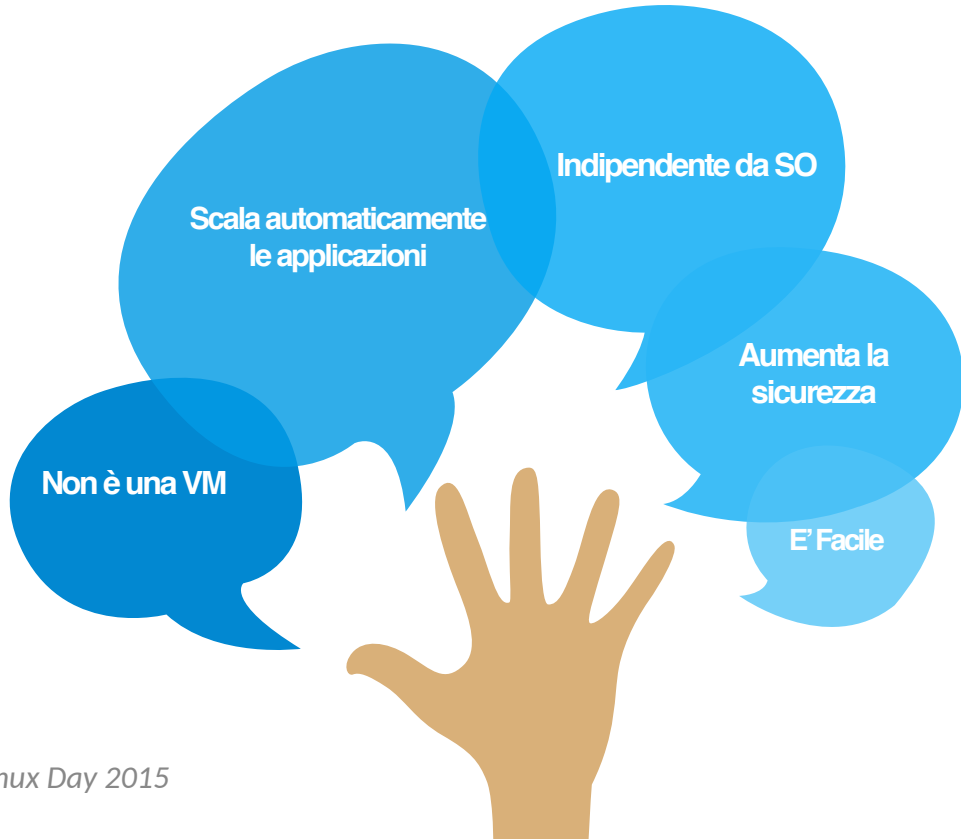 Indipendente da SO
Scala automaticamente
le applicazioni
Aumenta la
sicurezza
Non è una VM
E' Facile
Day 2015